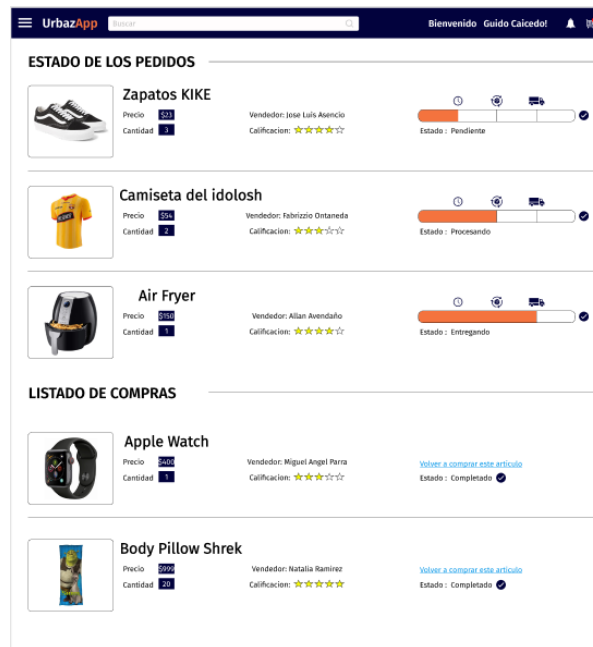 UrbazApp Buscar Bienvenido Guido Caicedo!
ESTADO DE LOS PEDIDOS
Zapatos KIKE
Precio $23 Vendedor: Jose Luis Asencio
Cantidad 3 Calificacion: Estado : Pendiente
Camiseta del idolosh
Precio $54 Vendedor: Fabrizzio Ontaneda
Cantidad 2 Calificacion: Estado : Procesando
Air Fryer
Precio $150 Vendedor: Allan Avendaño
Cantidad 1 Calificacion: Estado : Entregando
LISTADO DE COMPRAS
Apple Watch
Precio $400 Vendedor: Miguel Angel Parra Volver a comprar este artículo
Cantidad 1 Calificacion: Estado : Completado
Body Pillow Shrek
Precio $999 Vendedor: Natalia Ramirez Volver a comprar este artículo
Cantidad 20 Calificacion: Estado : Completado